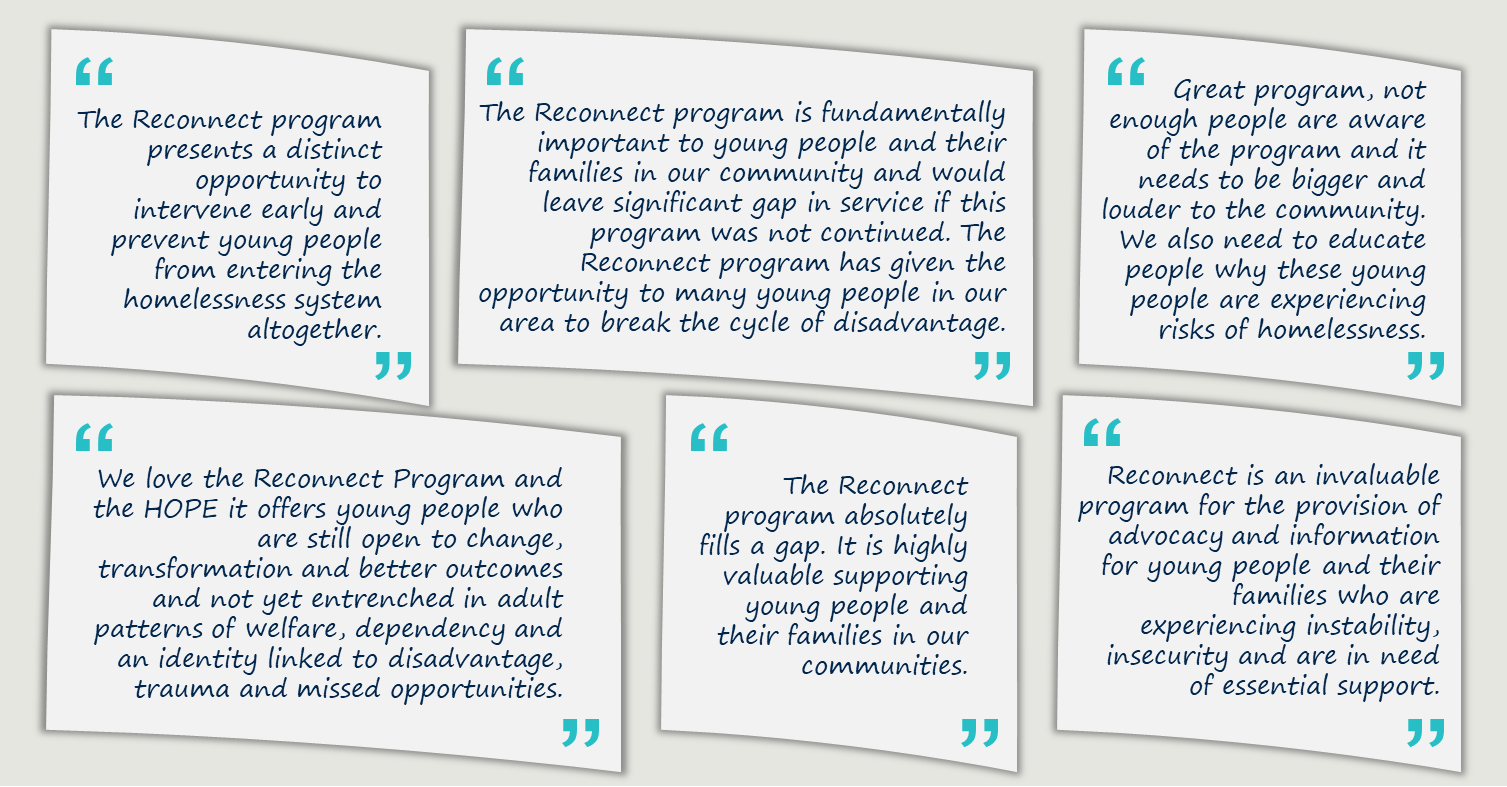 “
The Reconnect program
presents a distinct
opportunity to
intervene early and
prevent young people
from entering the
homelessness system
altogether.
”
“
The Reconnect program is fundamentally
important to young people and their
families in our community and would
leave significant gap in service if this
program was not continued. The
Reconnect program has given the
opportunity to many young people in our
area to break the cycle of disadvantage.
”
“
Great program, not
enough people are aware
of the program and it
needs to be bigger and
louder to the community.
We also need to educate
people why these young
people are experiencing
risks of homelessness.
”
“
We love the Reconnect Program and
the HOPE it offers young people who
are still open to change,
transformation and better outcomes
and not yet entrenched in adult
patterns of welfare, dependency and
an identity linked to disadvantage,
trauma and missed opportunities.
”
“
The Reconnect
program absolutely
fills a gap. It is highly
valuable supporting
young people and
their families in our
communities.
”
“
Reconnect is an invaluable
program for the provision of
advocacy and information
for young people and their
families who are
experiencing instability,
insecurity and are in need
of essential support.
”